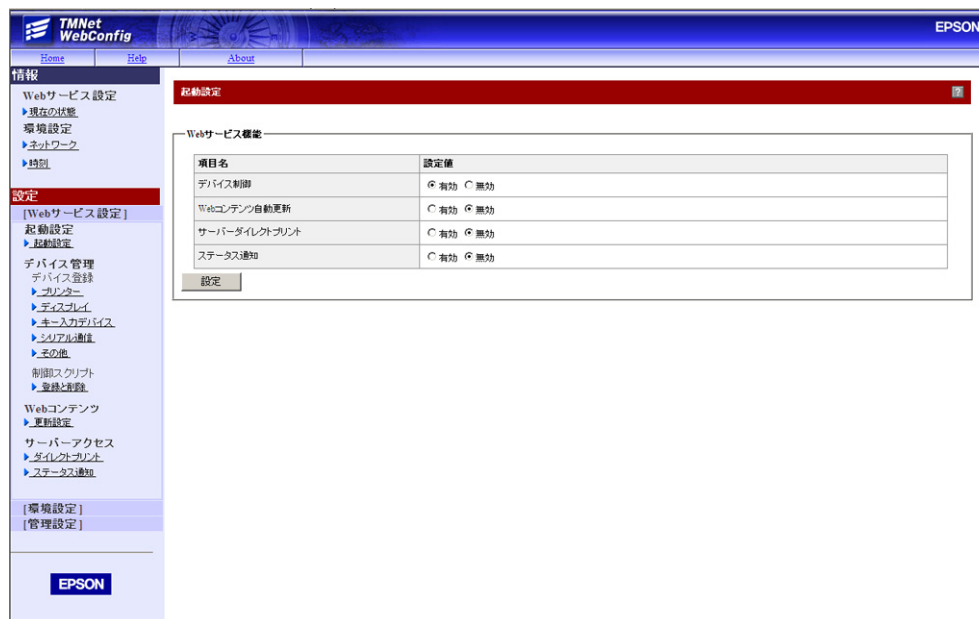 TMNet
WebConfig
EPSON
Home Help About
情報
Webサービス設定
現在の状態
環境設定
ネットワーク
時刻
設定
[Webサービス設定]
起動設定
起動設定
デバイス管理
デバイス登録
プリンター
ディスプレイ
キー入力デバイス
シリアル通信
その他
制御スクリプト
登録と削除
Webコンテンツ
更新設定
サーバーアクセス
ダイレクトプリント
ステータス通知
[環境設定]
[管理設定]
EPSON
起動設定 ?
Webサービス機能
項目名 設定値
デバイス制御 有効 無効
Webコンテンツ自動更新 有効 無効
サーバーダイレクトプリント 有効 無効
ステータス通知 有効 無効
設定